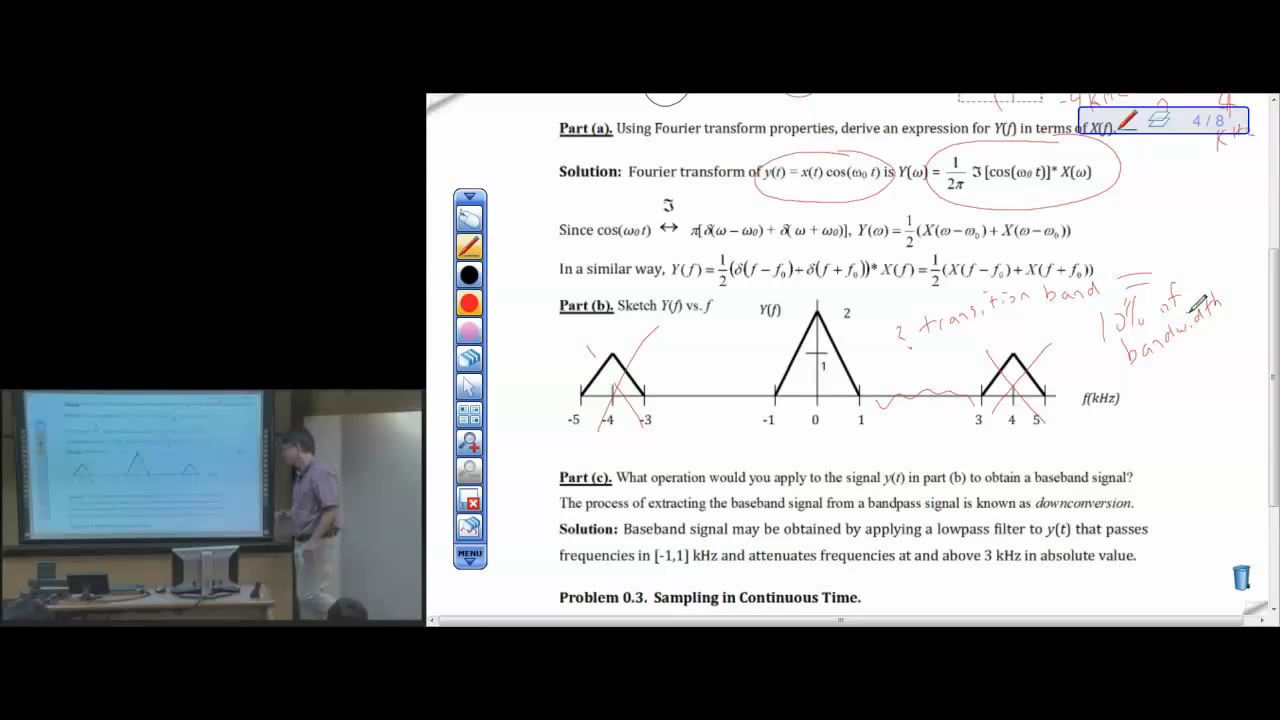 -4 kHz
4
kHz
4 / 8
Part (a). Using Fourier transform properties, derive an expression for Y(f) in terms of X(f).
Solution: Fourier transform of y(t) = x(t) cos(ω₀ t) is Y(ω) = 1/2π ℑ [cos(ω₀ t)]* X(ω)
ℑ
Since cos(ω₀ t) ↔ π[δ(ω − ω₀) + δ( ω + ω₀)], Y(ω) = 1/2 (X(ω − ω₀) + X(ω − ω₀))
In a similar way, Y(f) = 1/2 (δ(f − f₀) + δ(f + f₀))* X(f) = 1/2 (X(f − f₀) + X(f + f₀))
Part (b). Sketch Y(f) vs. f
Y(f)
2
? transition band
10% of
bandwidth
1
f(kHz)
-5 -4 -3 -1 0 1 3 4 5
Part (c). What operation would you apply to the signal y(t) in part (b) to obtain a baseband signal?
The process of extracting the baseband signal from a bandpass signal is known as downconversion.
Solution: Baseband signal may be obtained by applying a lowpass filter to y(t) that passes
frequencies in [-1,1] kHz and attenuates frequencies at and above 3 kHz in absolute value.
Problem 0.3. Sampling in Continuous Time.
MENU